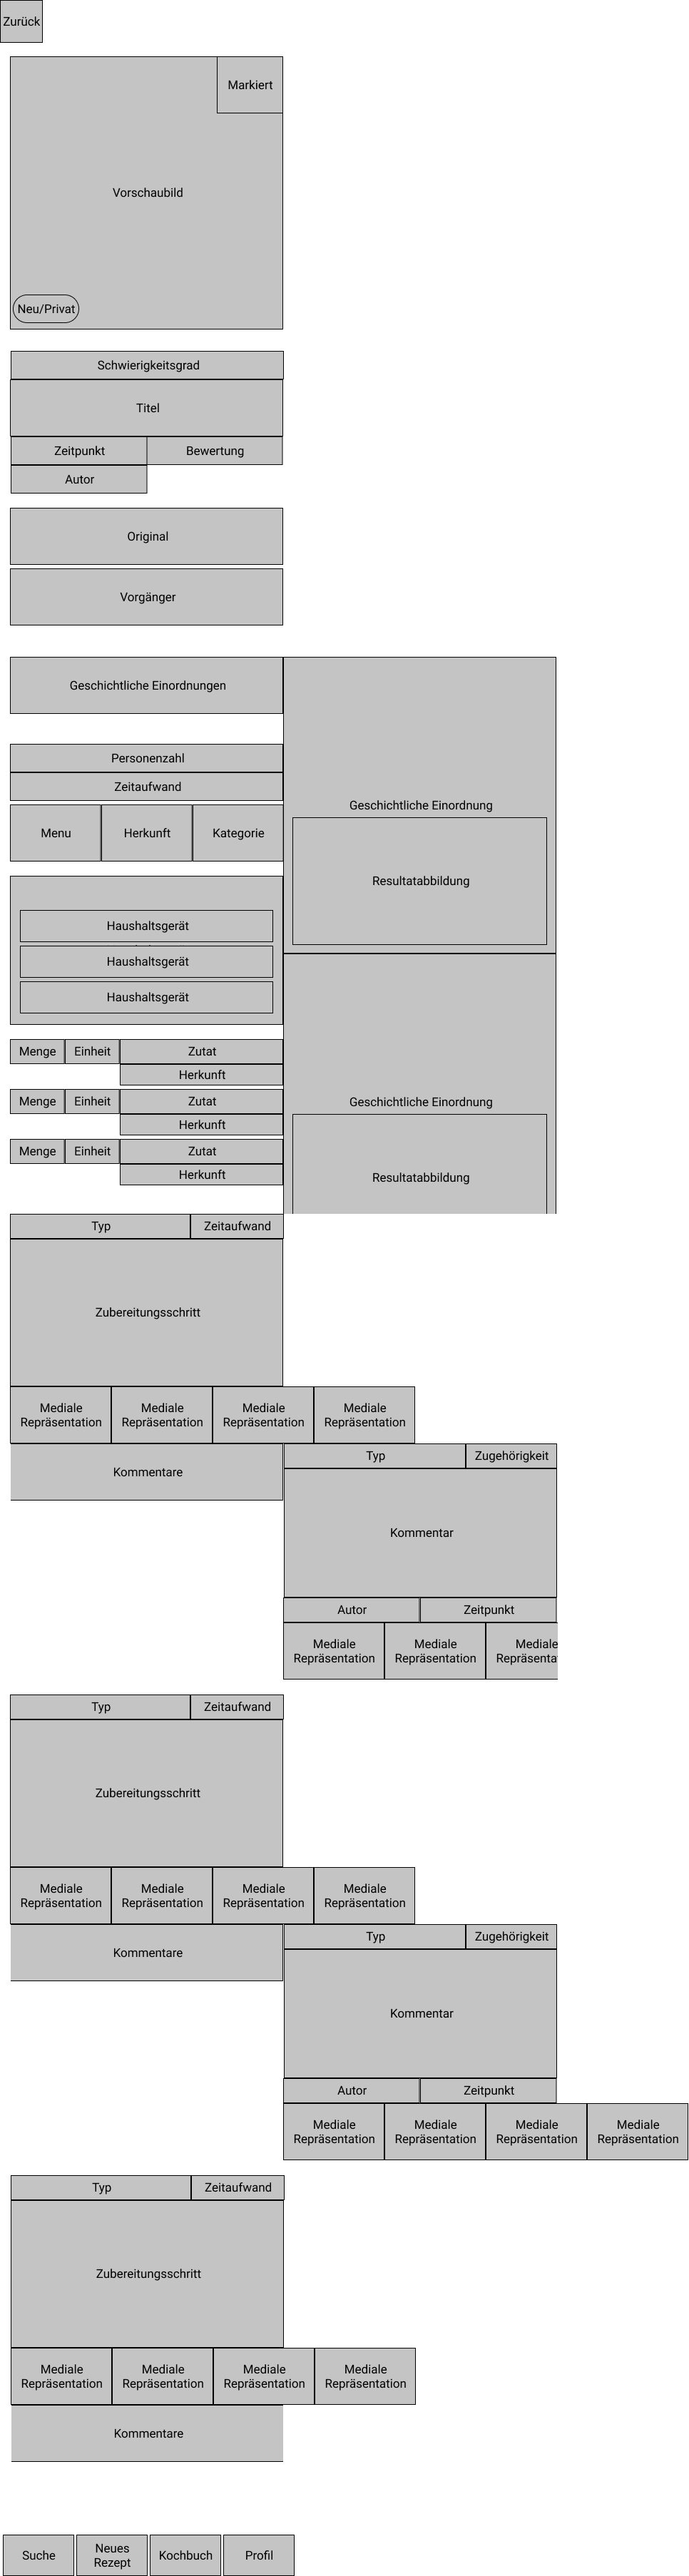 Zurück
Markiert
Vorschaubild
Neu/Privat
Schwierigkeitsgrad
Titel
Zeitpunkt Bewertung
Autor
Original
Vorgänger
Geschichtliche Einordnungen
Personenzahl
Zeitaufwand
Geschichtliche Einordnung
Menu Herkunft Kategorie
Resultatabbildung
Haushaltsgerät
Haushaltsgerät
Haushaltsgerät
Menge Einheit Zutat
Herkunft
Menge Einheit Zutat
Geschichtliche Einordnung
Herkunft
Menge Einheit Zutat
Herkunft
Resultatabbildung
Typ Zeitaufwand
Zubereitungsschritt
Mediale Mediale Mediale Mediale
Repräsentation Repräsentation Repräsentation Repräsentation
Kommentare
Typ Zugehörigkeit
Kommentar
Autor Zeitpunkt
Mediale Mediale Mediale
Repräsentation Repräsentation Repräsenta
Typ Zeitaufwand
Zubereitungsschritt
Mediale Mediale Mediale Mediale
Repräsentation Repräsentation Repräsentation Repräsentation
Kommentare
Typ Zugehörigkeit
Kommentar
Autor Zeitpunkt
Mediale Mediale Mediale Mediale
Repräsentation Repräsentation Repräsentation Repräsentation
Typ Zeitaufwand
Zubereitungsschritt
Mediale Mediale Mediale Mediale
Repräsentation Repräsentation Repräsentation Repräsentation
Kommentare
Suche
Neues
Rezept
Kochbuch
Profil